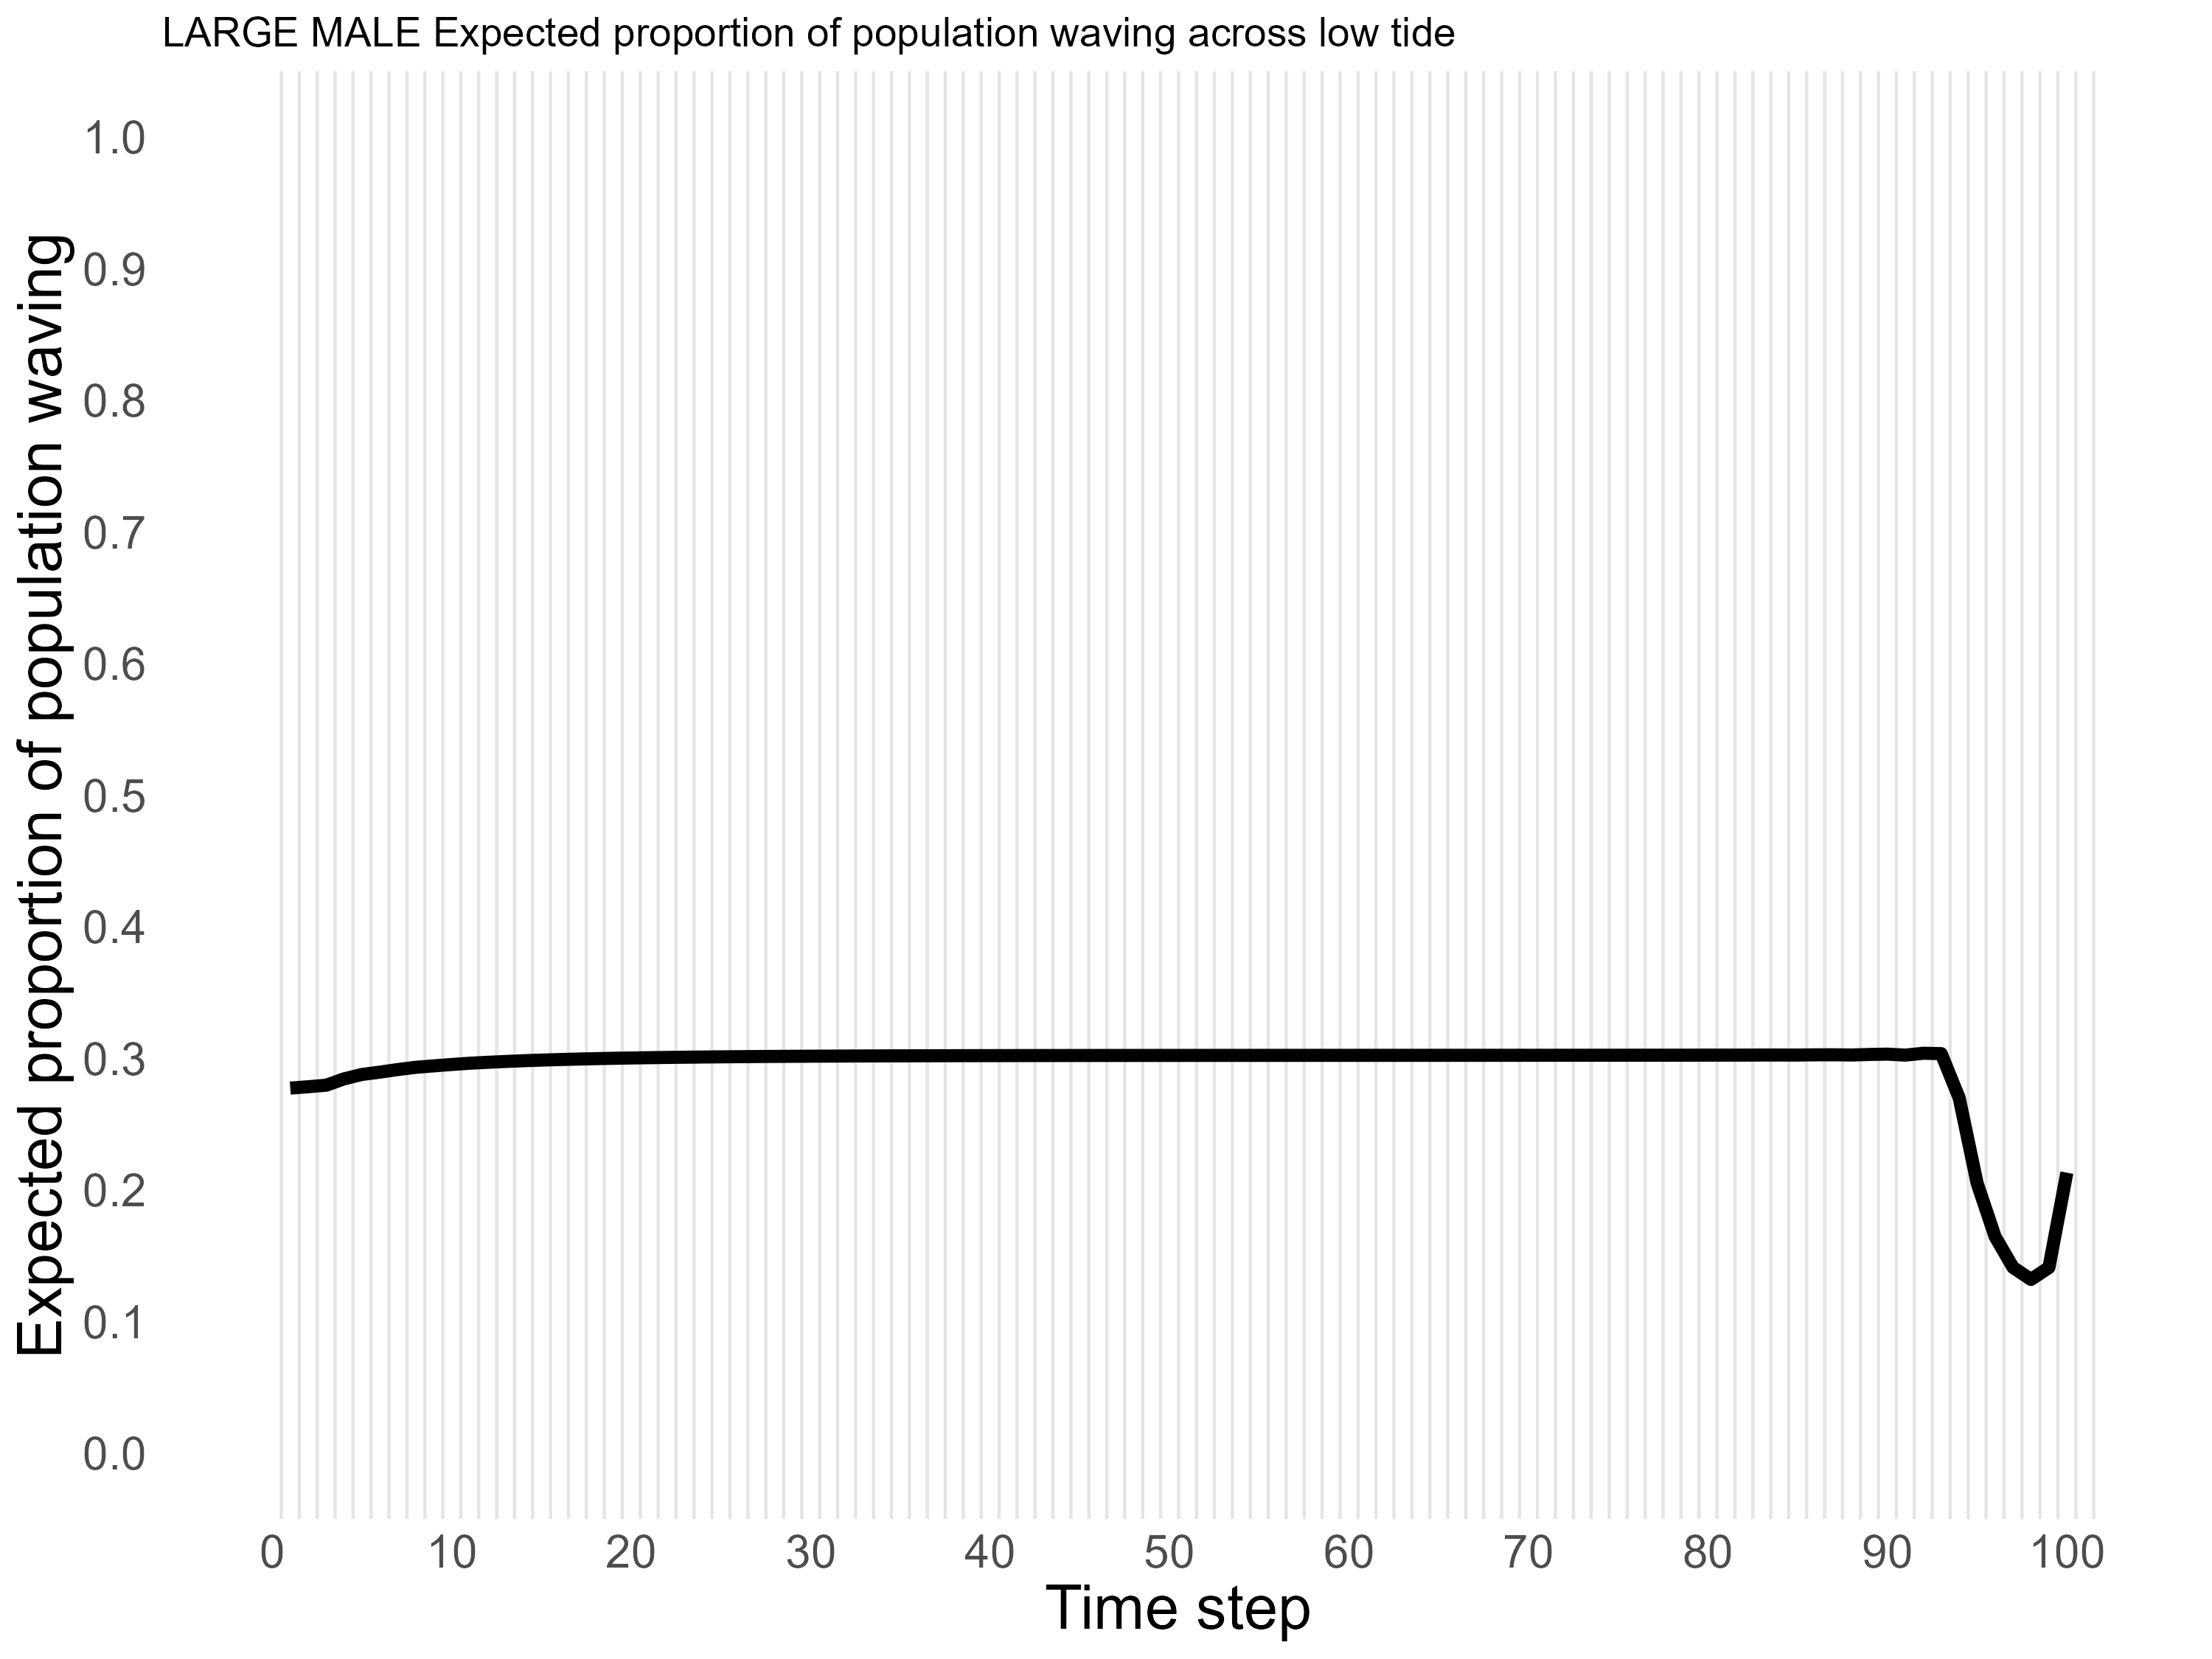 LARGE MALE Expected proportion of population waving across low tide
Expected proportion of population waving
1.0
0.9
0.8
0.7
0.6
0.5
0.4
0.3
0.2
0.1
0.0
0 10 20 30 40 50 60 70 80 90 100
Time step